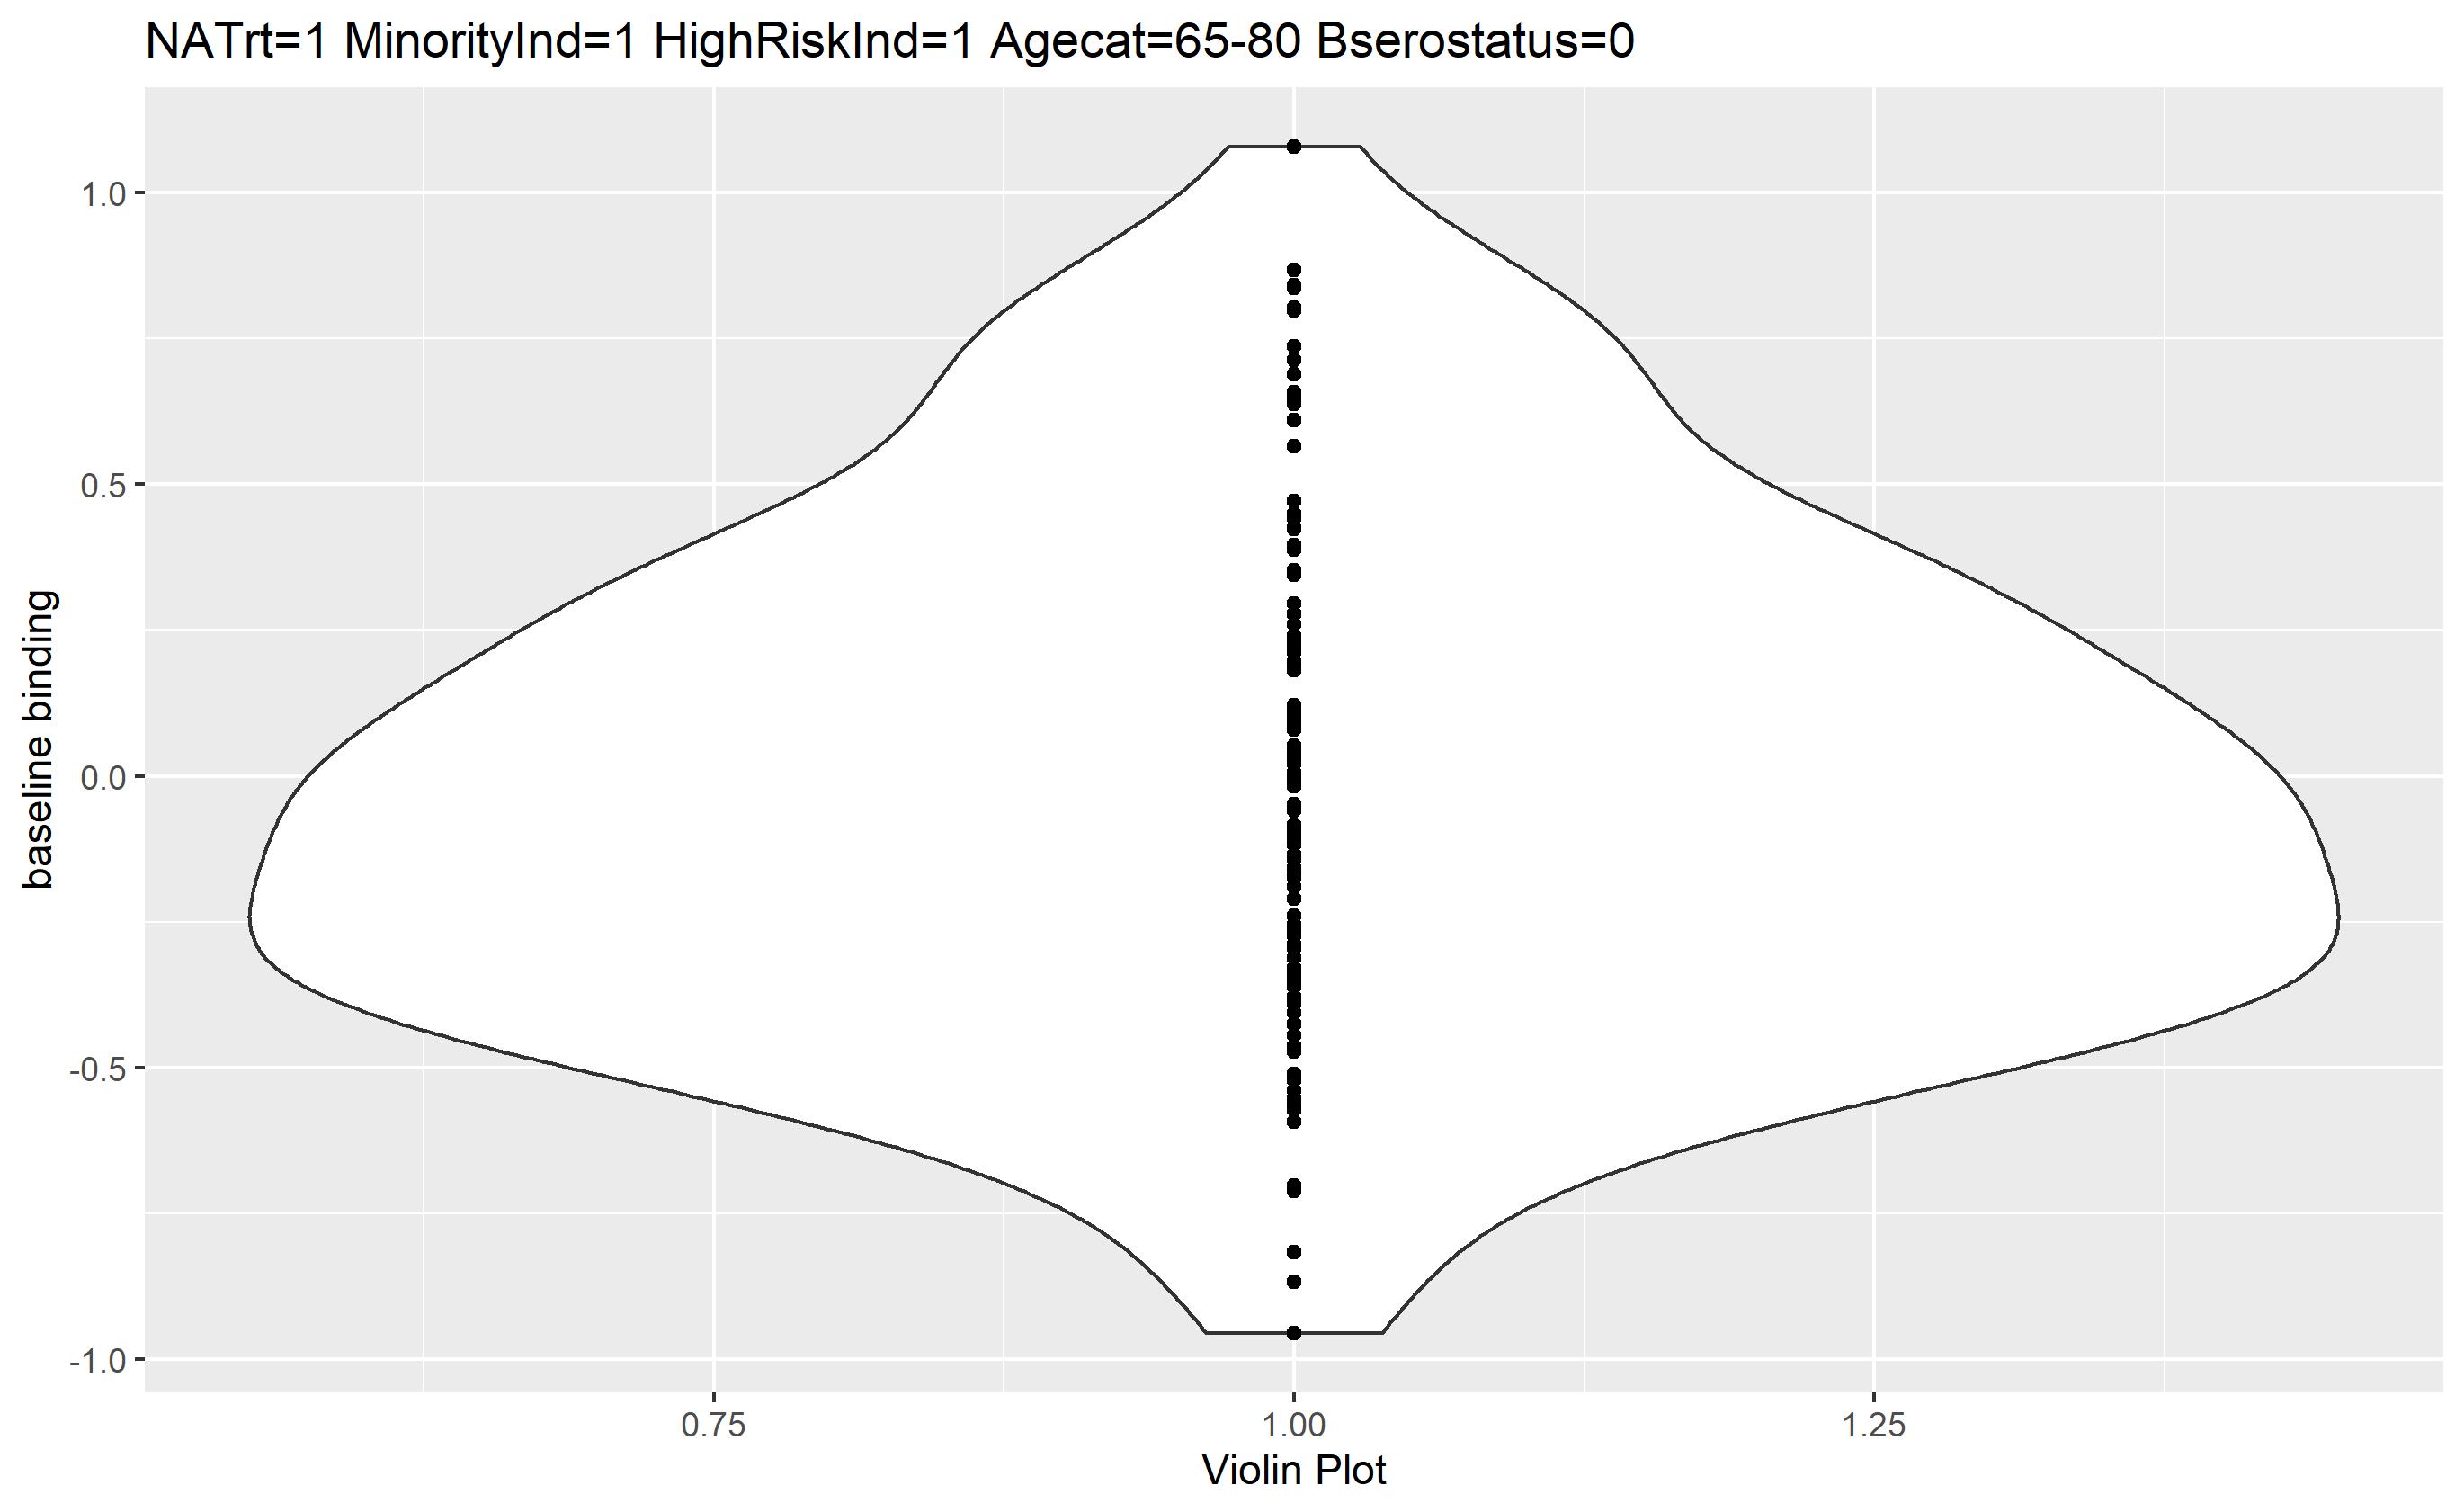 NATrt=1 MinorityInd=1 HighRiskInd=1 Agecat=65-80 Bserostatus=0
baseline binding
1.0
0.5
0.0
-0.5
-1.0
0.75 1.00 1.25
Violin Plot